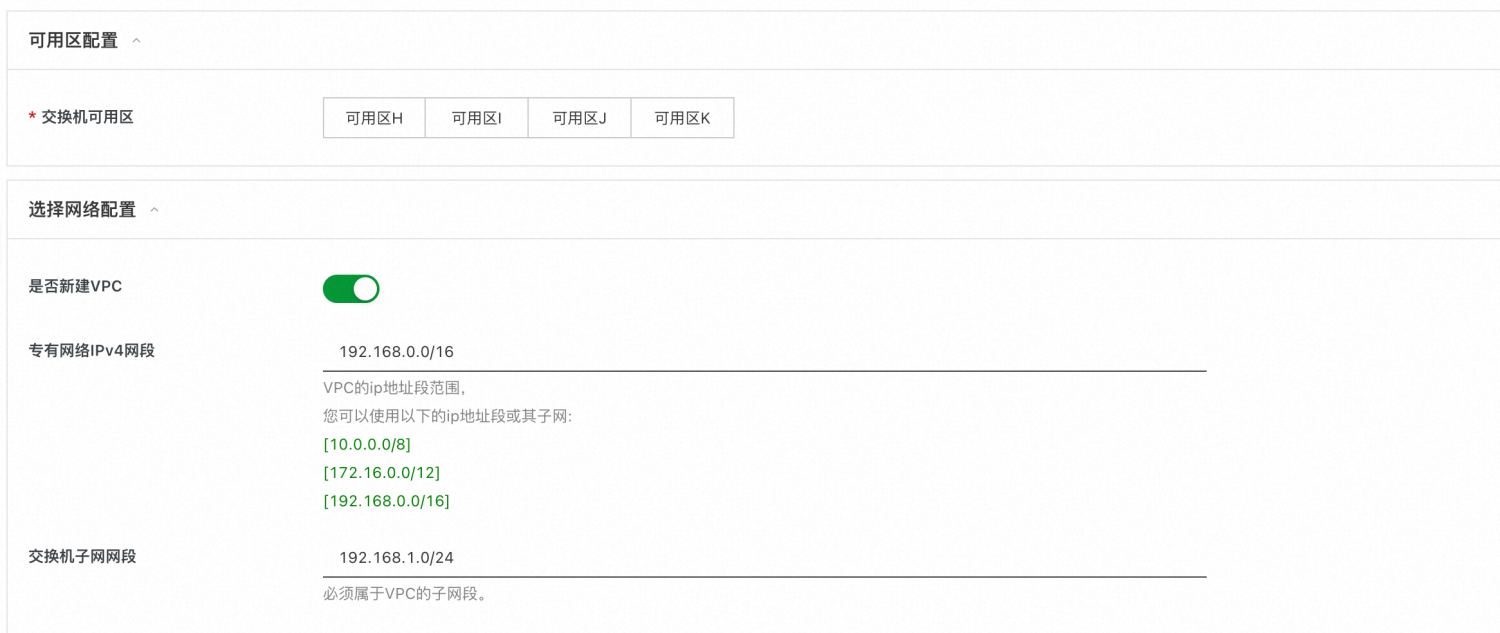 可用区配置
* 交换机可用区
可用区H 可用区I 可用区J 可用区K
选择网络配置
是否新建VPC
专有网络IPv4网段
192.168.0.0/16
VPC的ip地址段范围,
您可以使用以下的ip地址段或其子网:
[10.0.0.0/8]
[172.16.0.0/12]
[192.168.0.0/16]
交换机子网网段
192.168.1.0/24
必须属于VPC的子网段。